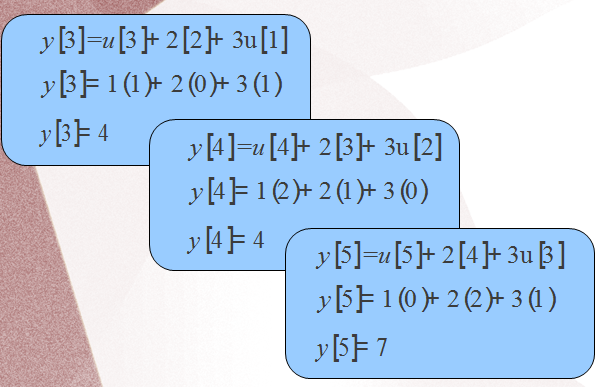 y[3]=u[3]+ 2[2]+ 3u[1]
y[3]= 1(1)+ 2(0)+ 3(1)
y[3]= 4
y[4]=u[4]+ 2[3]+ 3u[2]
y[4]= 1(2)+ 2(1)+ 3(0)
y[4]= 4
y[5]=u[5]+ 2[4]+ 3u[3]
y[5]= 1(0)+ 2(2)+ 3(1)
y[5]= 7